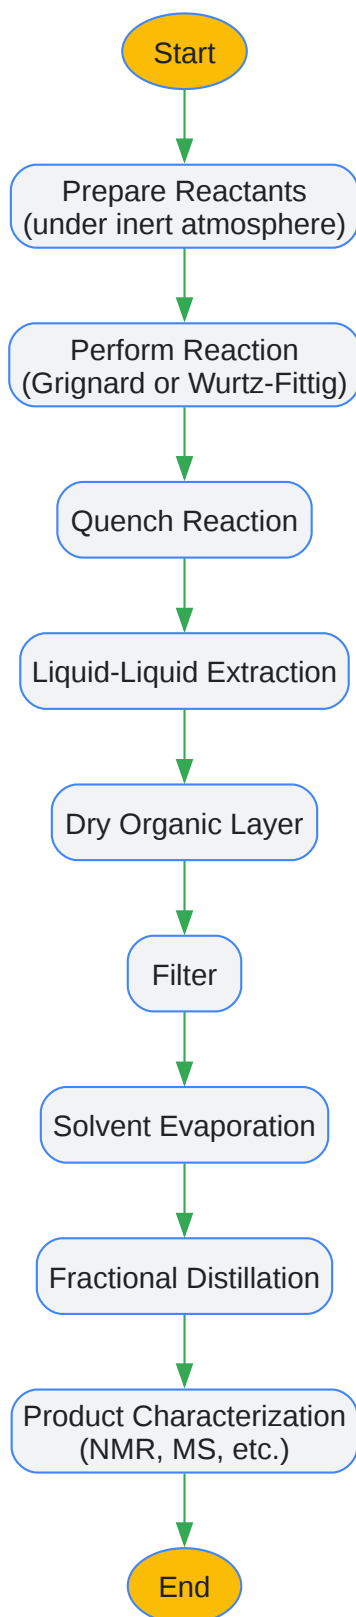 Start
Prepare Reactants
(under inert atmosphere)
Perform Reaction
(Grignard or Wurtz-Fittig)
Quench Reaction
Liquid-Liquid Extraction
Dry Organic Layer
Filter
Solvent Evaporation
Fractional Distillation
Product Characterization
(NMR, MS, etc.)
End